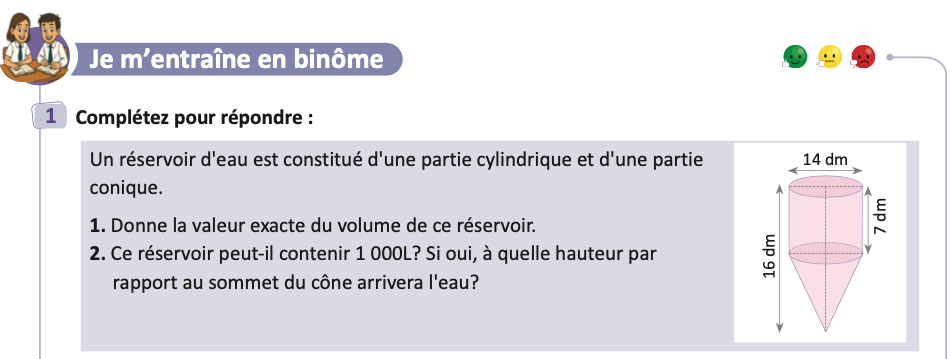 Je m'entraîne en binôme
1 Complétez pour répondre :
Un réservoir d'eau est constitué d'une partie cylindrique et d'une partie
conique.
1. Donne la valeur exacte du volume de ce réservoir.
2. Ce réservoir peut-il contenir 1 000L? Si oui, à quelle hauteur par
rapport au sommet du cône arrivera l'eau?
14 dm
7 dm
16 dm